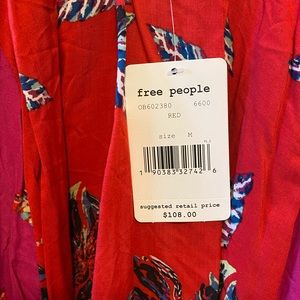 free people
OB602380 6600
RED
size M
1 90383 32742 6
suggested retail price
$108.00